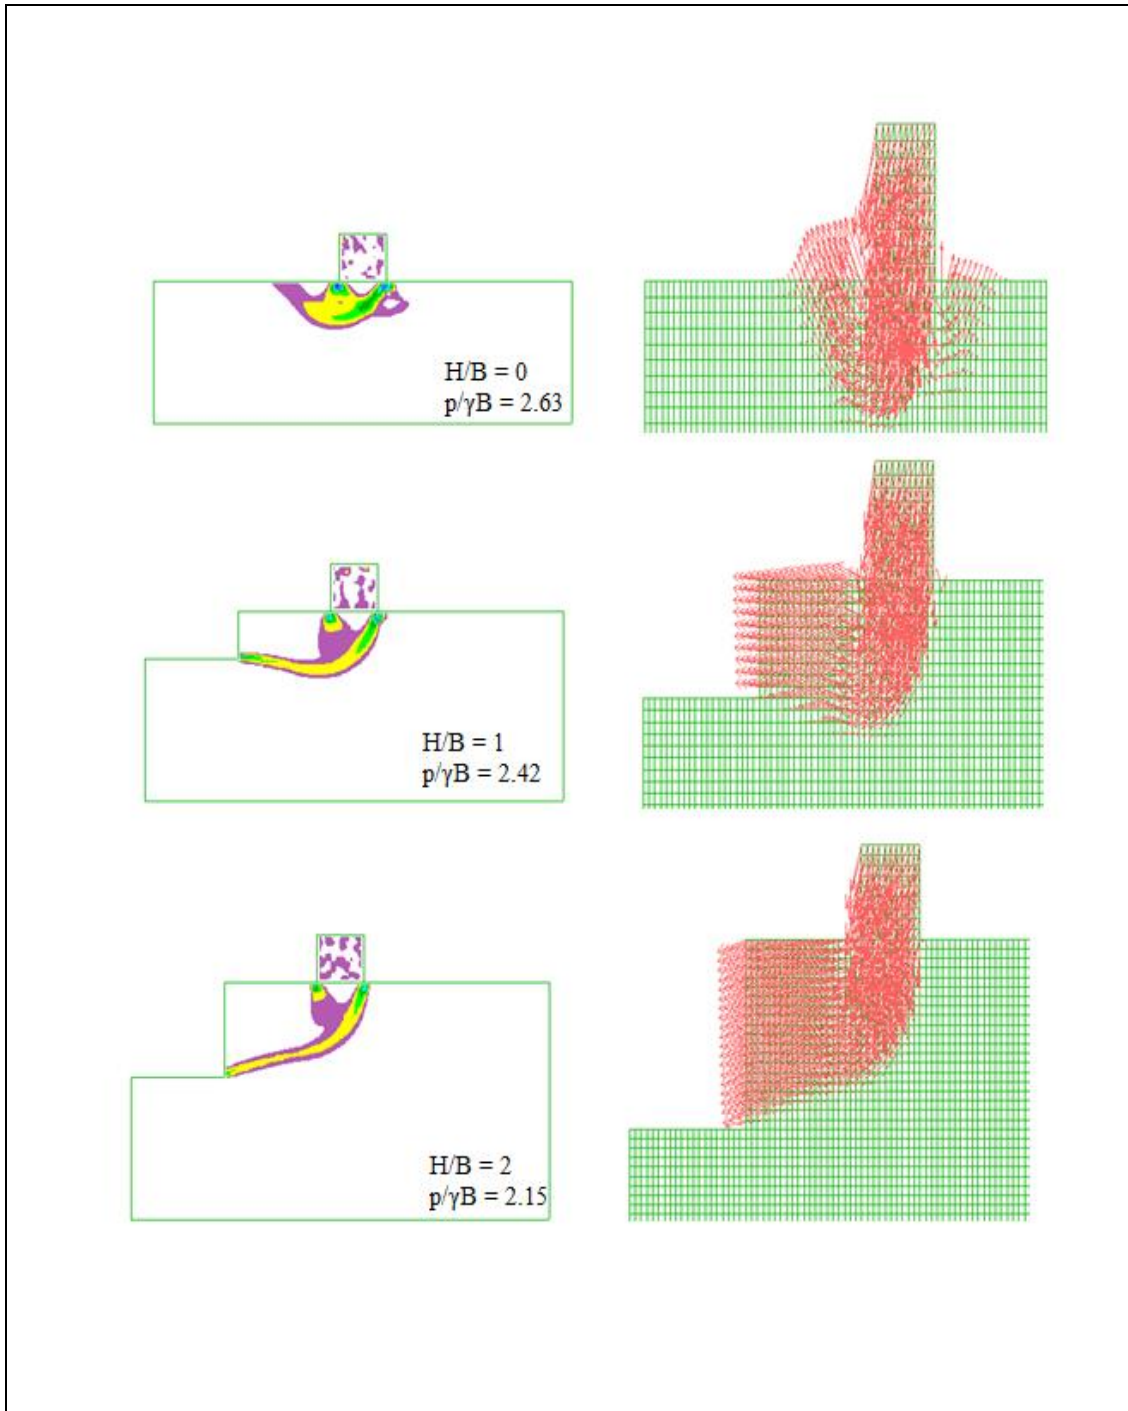 H/B = 0
p/γB = 2.63
H/B = 1
p/γB = 2.42
H/B = 2
p/γB = 2.15